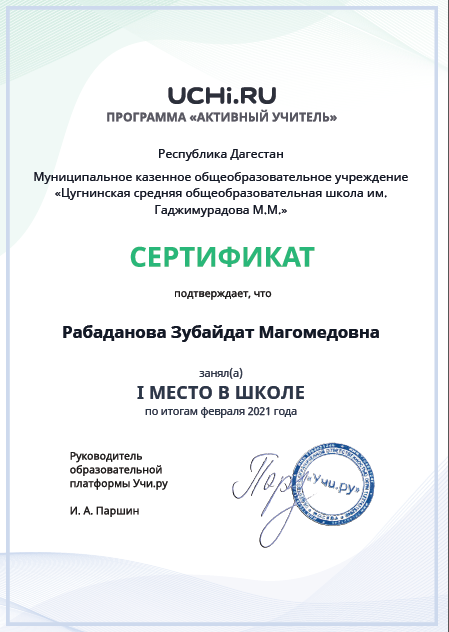 UCHi.RU
ПРОГРАММА «АКТИВНЫЙ УЧИТЕЛЬ»
Республика Дагестан
Муниципальное казенное общеобразовательное учреждение
«Цугнинская средняя общеобразовательная школа им.
Гаджимурадова М.М.»
СЕРТИФИКАТ
подтверждает, что
Рабаданова Зубайдат Магомедовна
занял(а)
I МЕСТО В ШКОЛЕ
по итогам февраля 2021 года
Руководитель
образовательной
платформы Учи.ру
И. А. Паршин
«Учи.ру»